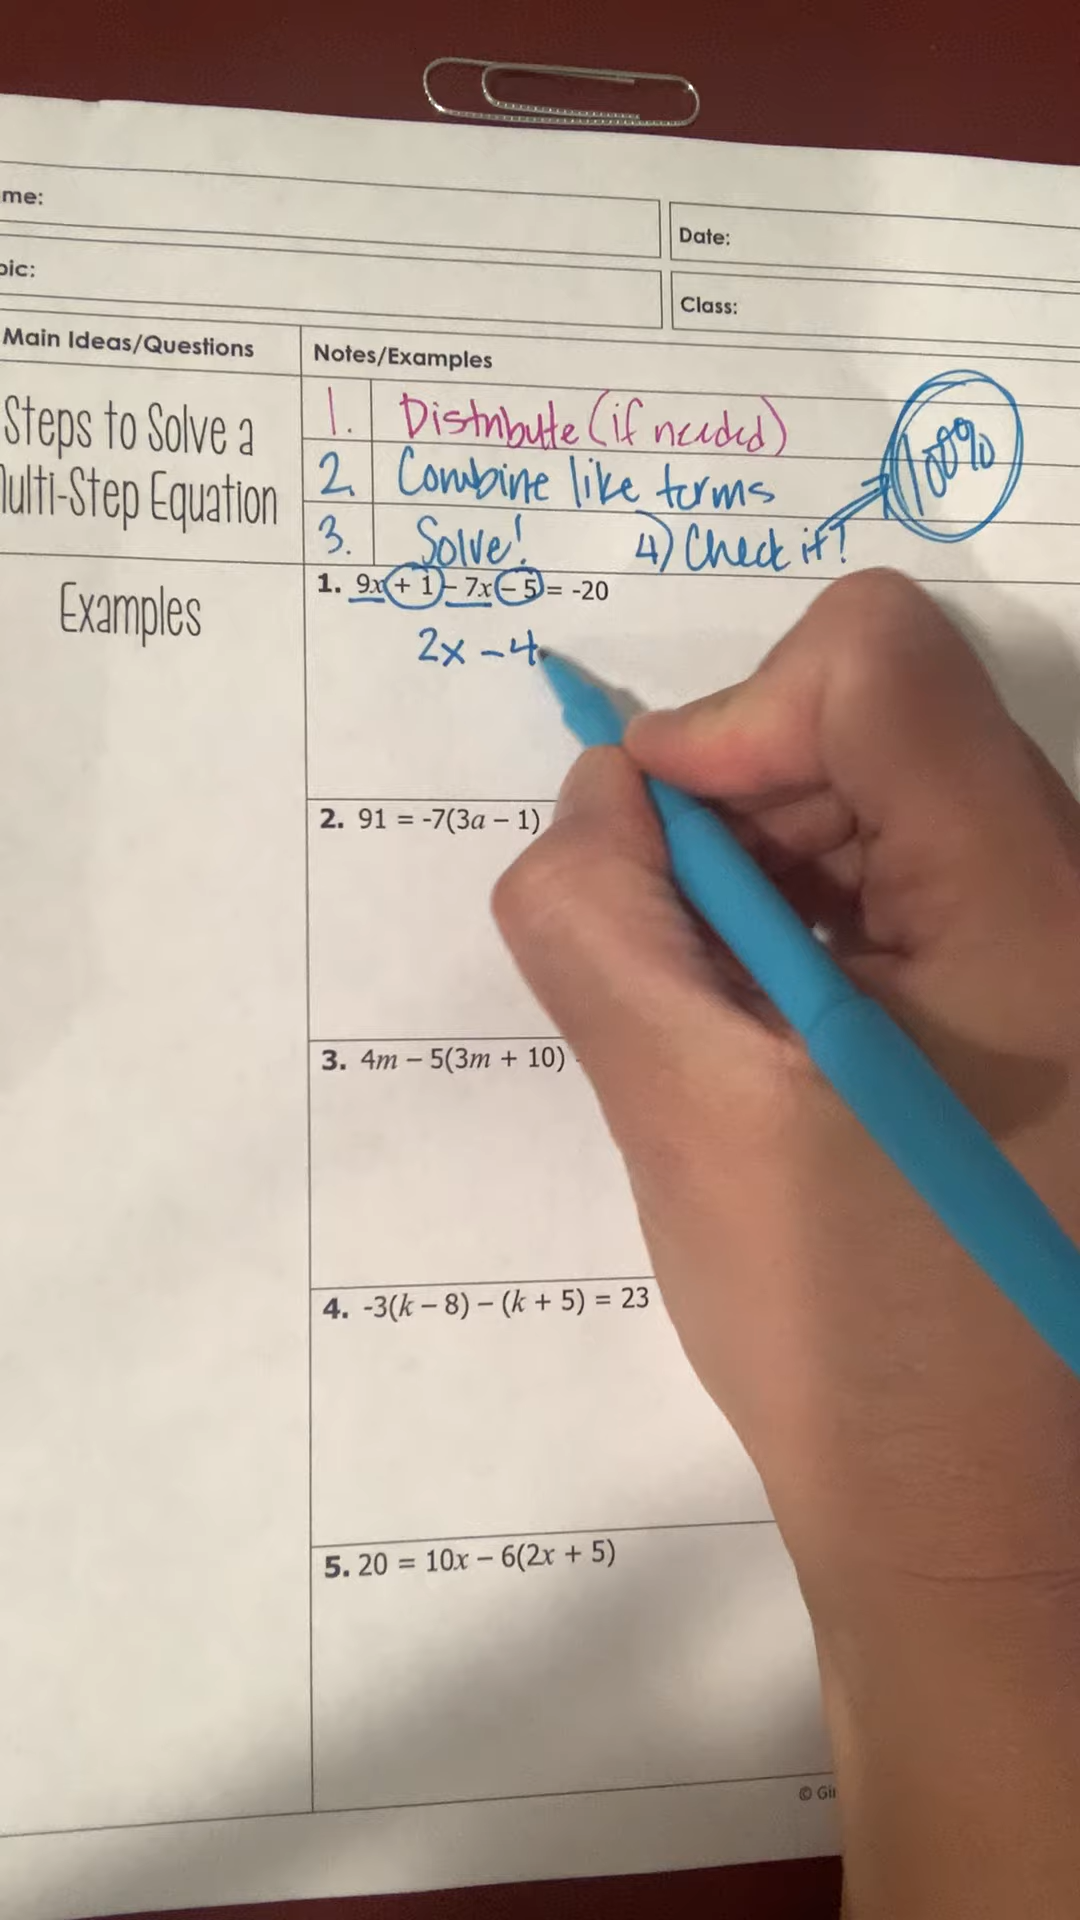 me:
Date:
pic:
Class:
Main Ideas/Questions
Notes/Examples
Steps to Solve a
Multi-Step Equation
1. Distribute (if needed)
2. Combine like terms
3. Solve! 4) Check it!
100%
Examples
1. 9x + 1 – 7x – 5 = -20
2x – 4
2. 91 = -7(3a – 1)
3. 4m – 5(3m + 10)
4. -3(k – 8) – (k + 5) = 23
5. 20 = 10x – 6(2x + 5)
©